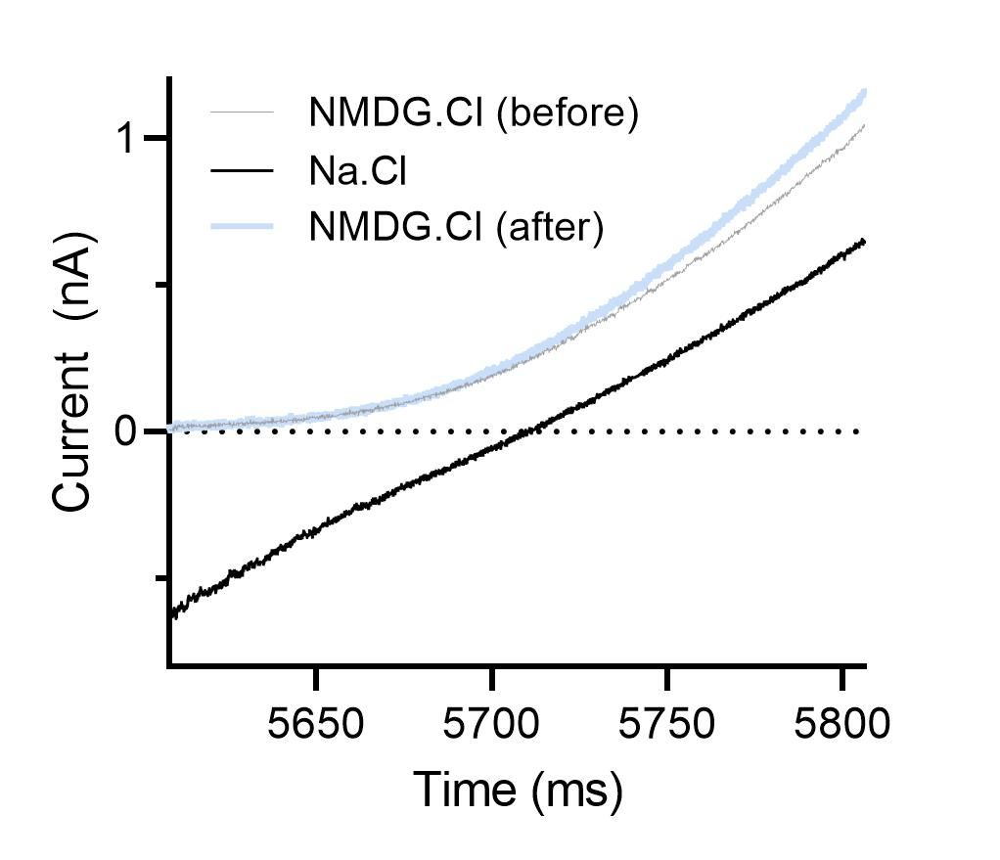 NMDG.Cl (before)
Na.Cl
NMDG.Cl (after)
1
0
Current (nA)
5650 5700 5750 5800
Time (ms)